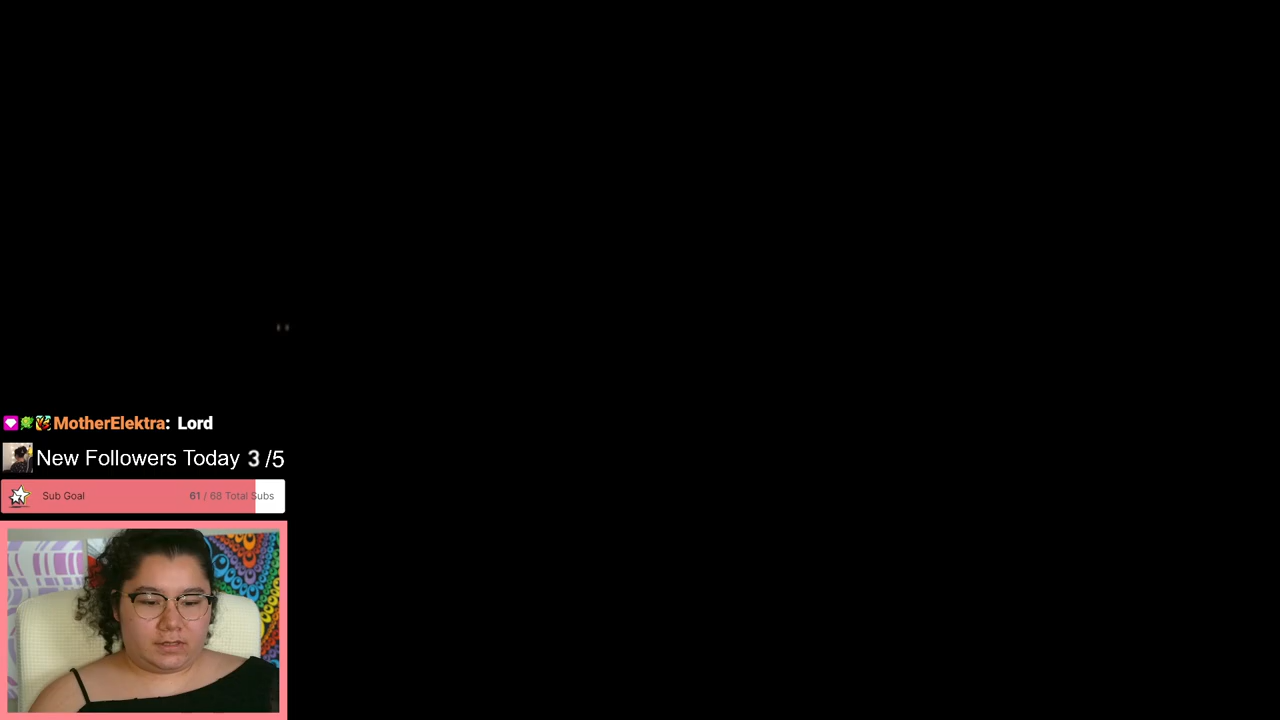 MotherElektra: Lord
New Followers Today 3 /5
Sub Goal 61 / 68 Total Subs